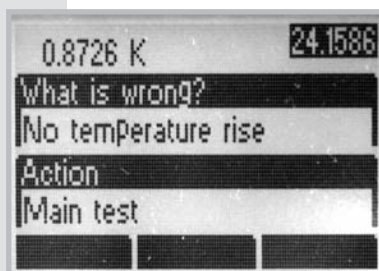 0.8726 K 24.1586
What is wrong?
No temperature rise
Action
Main test